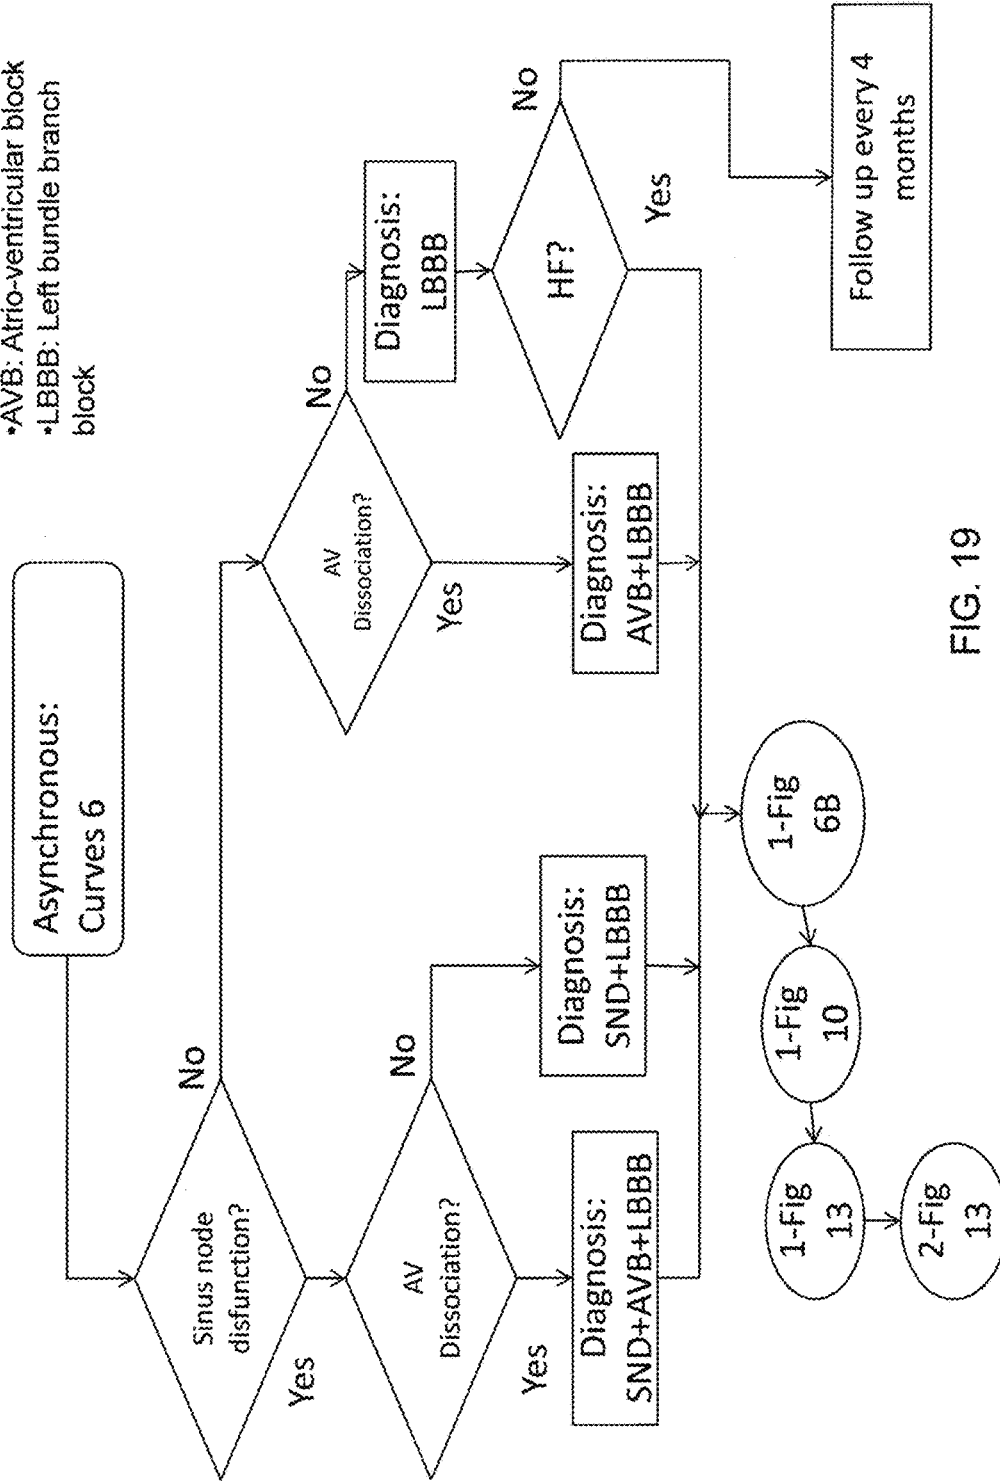 •AVB: Atrio-ventricular block
•LBBB: Left bundle branch
block
Asynchronous:
Curves 6
Sinus node
disfunction?
No
Yes
AV
Dissociation?
No
Yes
AV
Dissociation?
No
Yes
Diagnosis:
LBBB
HF?
No
Yes
Diagnosis:
SND+AVB+LBBB
Diagnosis:
SND+LBBB
Diagnosis:
AVB+LBBB
1-Fig
6B
1-Fig
10
1-Fig
13
2-Fig
13
Follow up every 4
months
FIG. 19